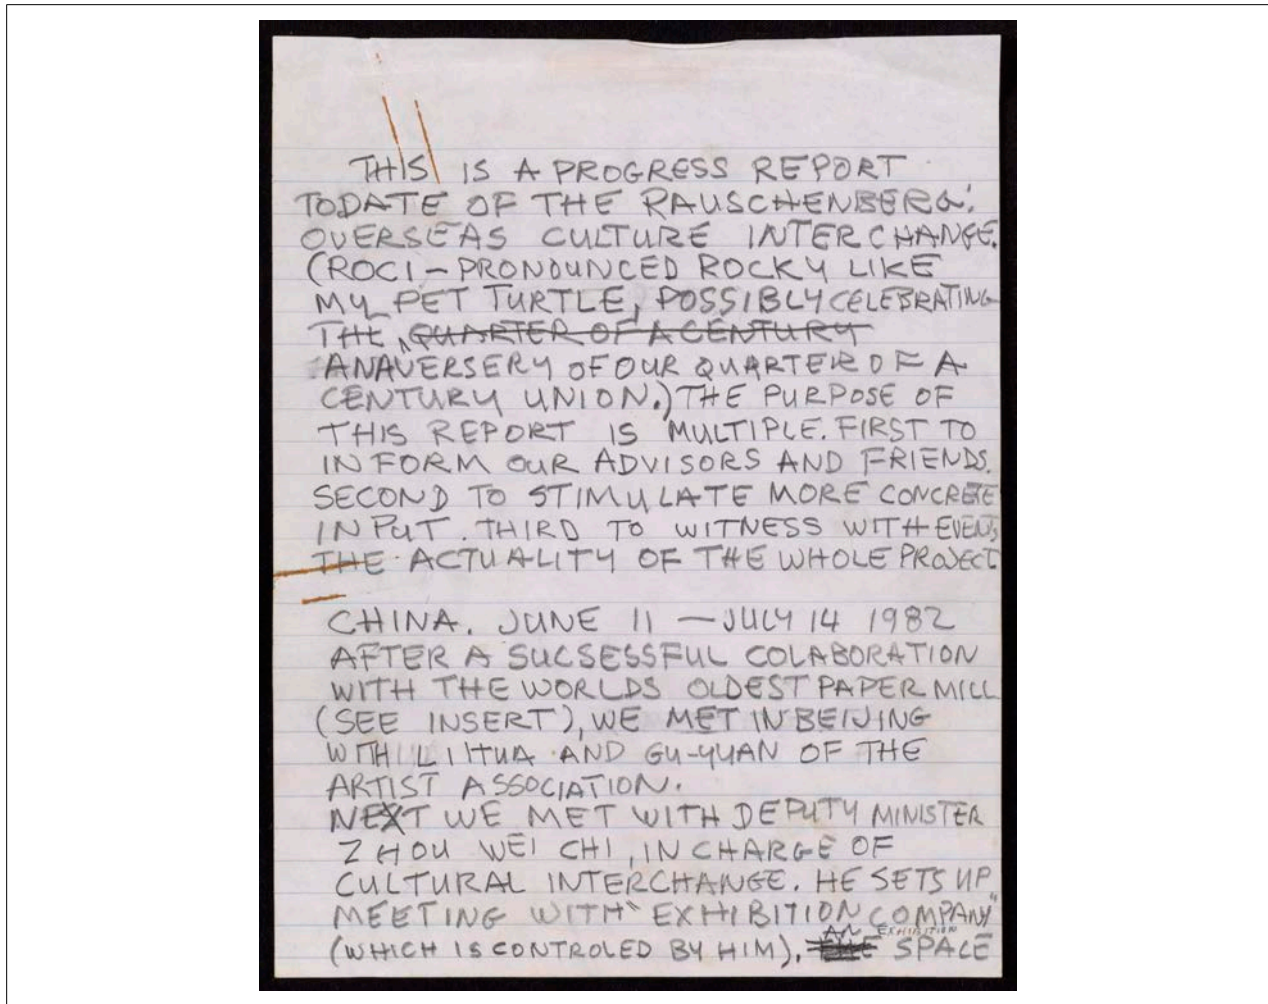 THIS IS A PROGRESS REPORT
TODATE OF THE RAUSCHENBERG:
OVERSEAS CULTURE INTERCHANGE.
(ROCI – PRONOUNCED ROCKY LIKE
MY PET TURTLE, POSSIBLY CELEBRATING
THE QUARTER OF A CENTURY
ANAVERSERY OF OUR QUARTER OF A
CENTURY UNION.) THE PURPOSE OF
THIS REPORT IS MULTIPLE. FIRST TO
INFORM OUR ADVISORS AND FRIENDS.
SECOND TO STIMULATE MORE CONCRETE
INPUT. THIRD TO WITNESS WITH EVENTS
THE ACTUALITY OF THE WHOLE PROJECT
CHINA. JUNE 11 — JULY 14 1982
AFTER A SUCSESSFUL COLABORATION
WITH THE WORLDS OLDEST PAPER MILL
(SEE INSERT), WE MET IN BEIJING
WITH AND GU-YUAN OF THE
ARTIST ASSOCIATION.
NEXT WE MET WITH DEPUTY MINISTER
ZHOU WEI CHI, IN CHARGE OF
CULTURAL INTERCHANGE. HE SETS UP
MEETING WITH "EXHIBITION COMPANY"
(WHICH IS CONTROLED BY HIM). AN EXHIBITION SPACE